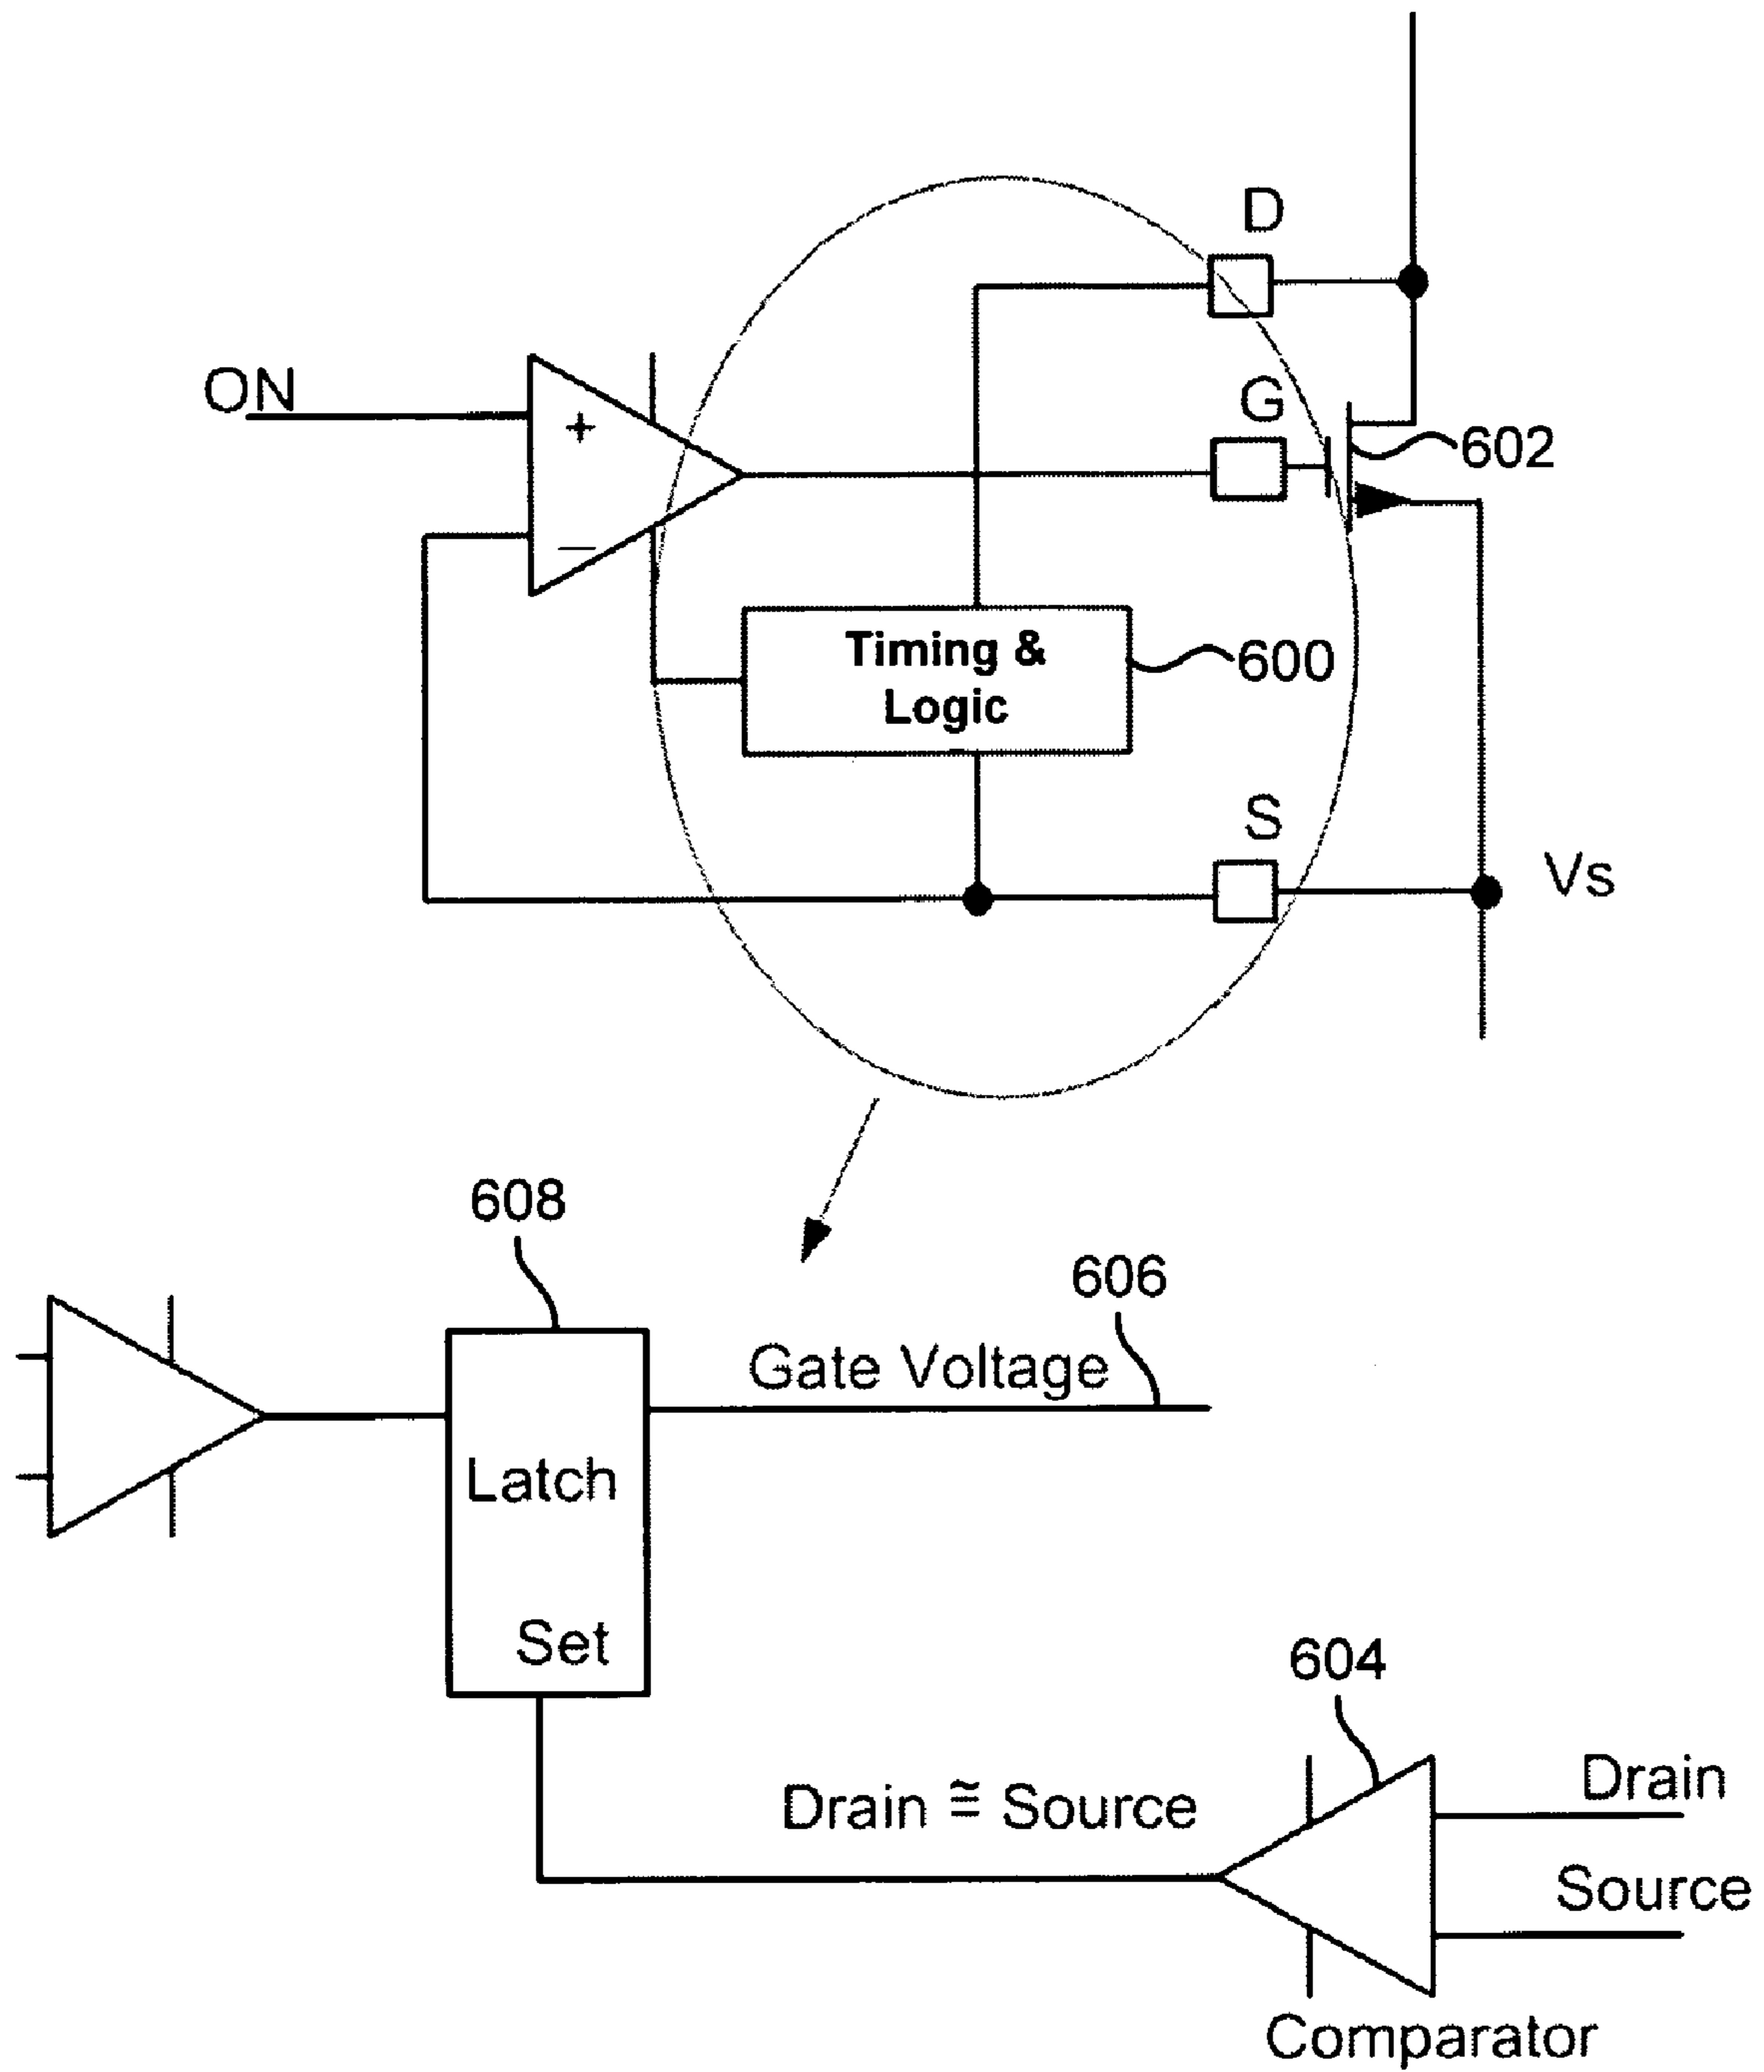 D
ON
+
G
602
−
Timing &
Logic
600
S
Vs
608
606
Gate Voltage
Latch
Set
604
Drain ≅ Source
Drain
Source
Comparator